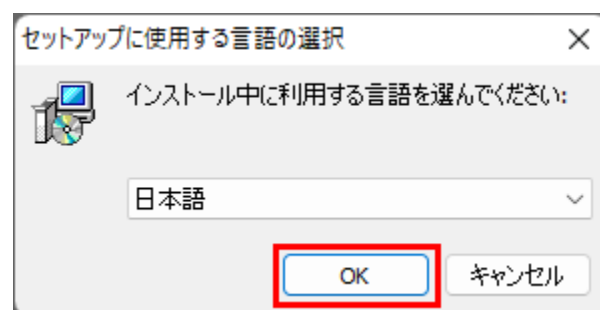 セットアップに使用する言語の選択
インストール中に利用する言語を選んでください:
日本語
OK
キャンセル